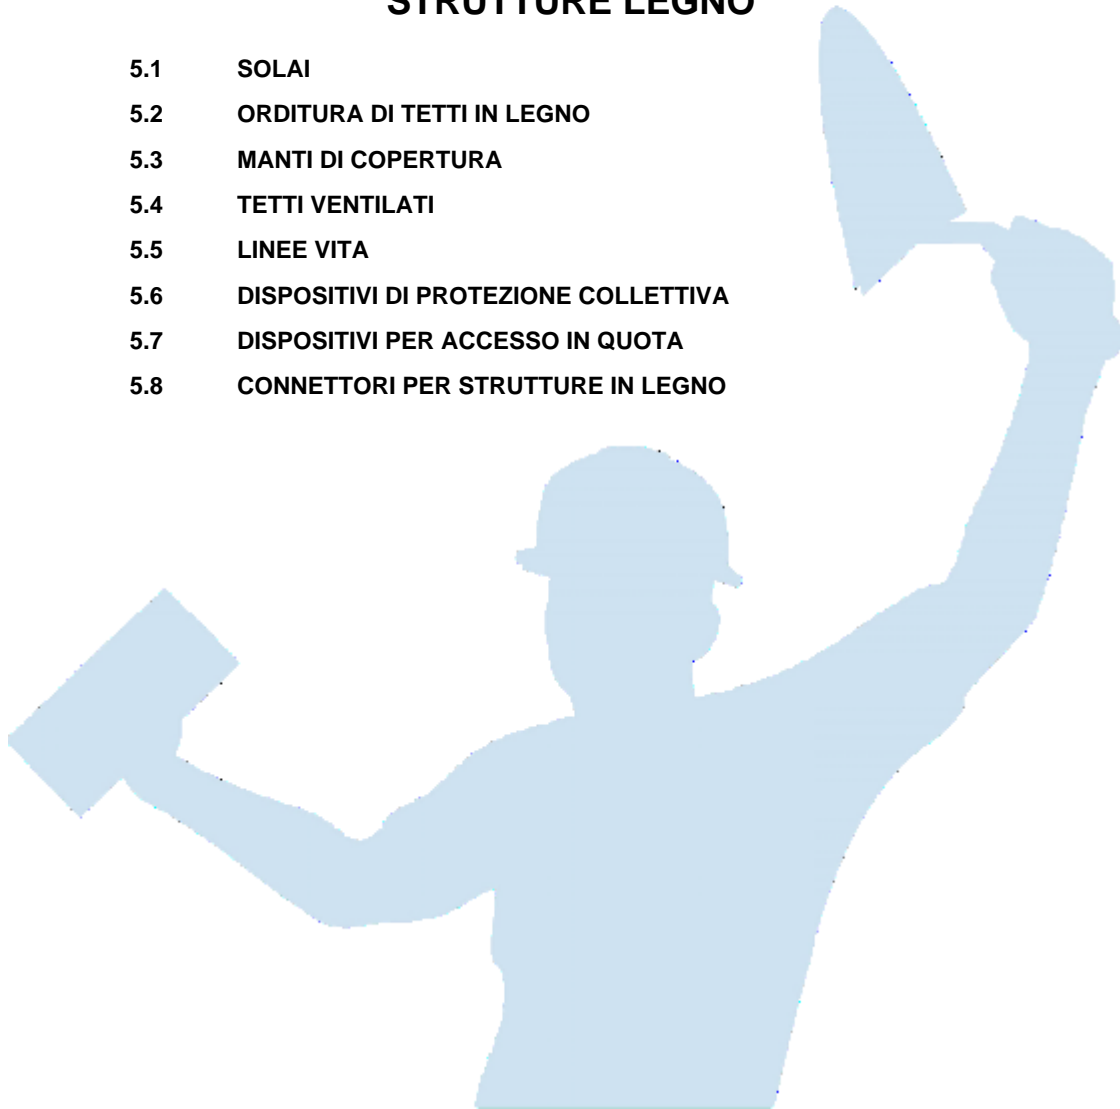 STRUTTURE LEGNO
5.1 SOLAI
5.2 ORDITURA DI TETTI IN LEGNO
5.3 MANTI DI COPERTURA
5.4 TETTI VENTILATI
5.5 LINEE VITA
5.6 DISPOSITIVI DI PROTEZIONE COLLETTIVA
5.7 DISPOSITIVI PER ACCESSO IN QUOTA
5.8 CONNETTORI PER STRUTTURE IN LEGNO